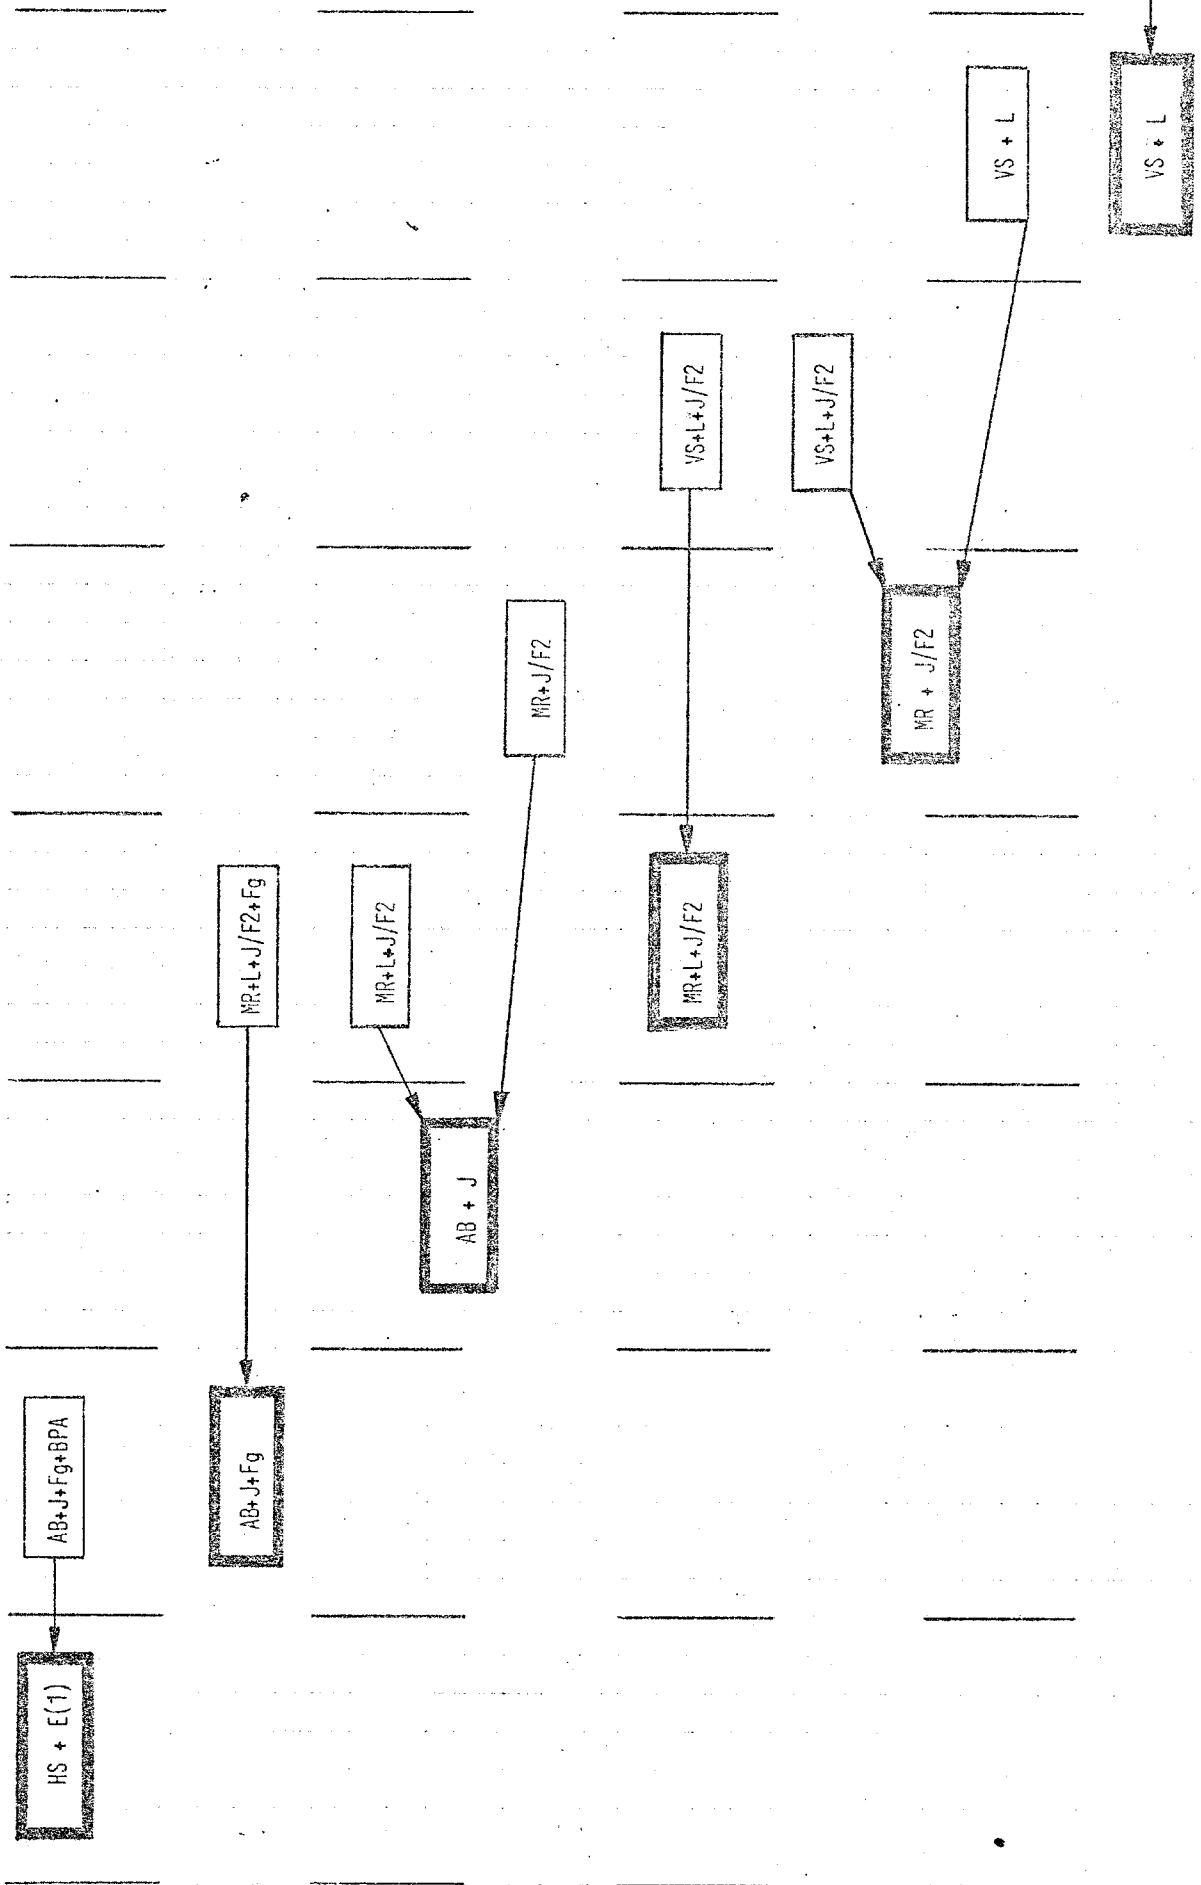 HS + E(1)
AB+J+Fg+BPA
AB+J+Fg
MR+L+J/F2+Fg
MR+L+J/F2
AB + J
MR+J/F2
MR+L+J/F2
VS+L+J/F2
VS+L+J/F2
MR + J/F2
VS + L
VS + L